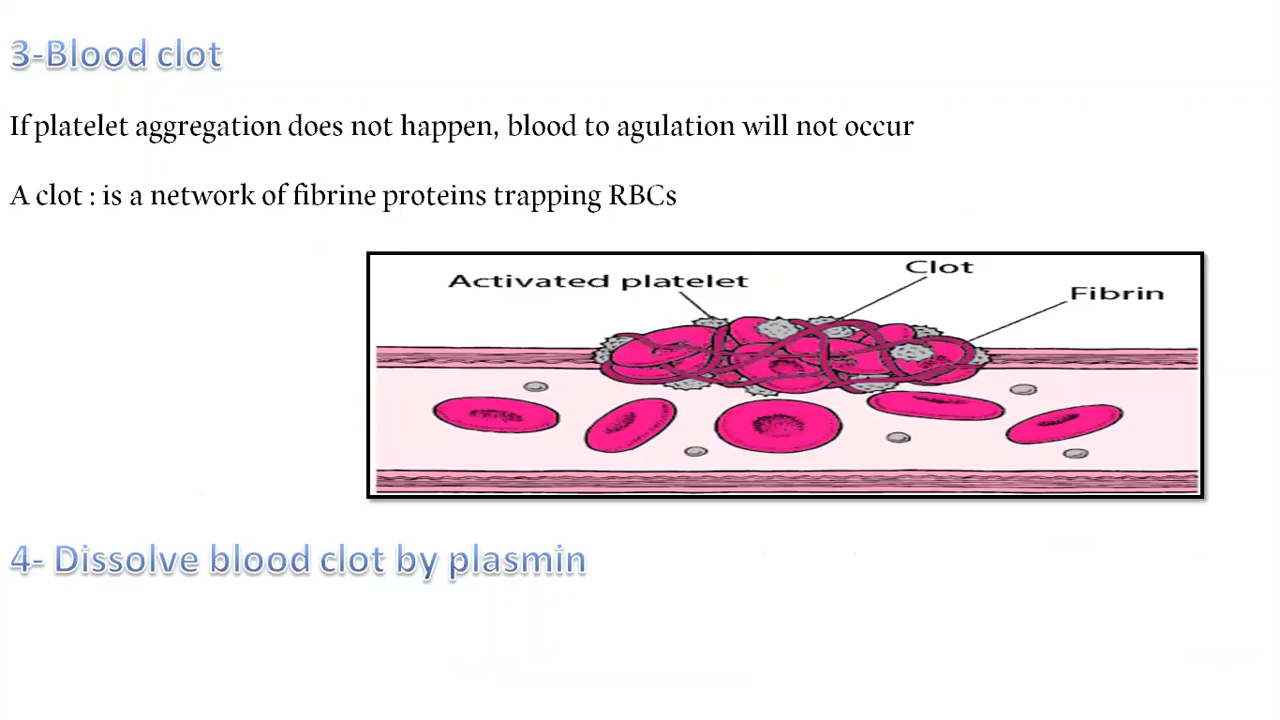 3-Blood clot
If platelet aggregation does not happen, blood to agulation will not occur
A clot : is a network of fibrine proteins trapping RBCs
Clot
Activated platelet
Fibrin
4- Dissolve blood clot by plasmin